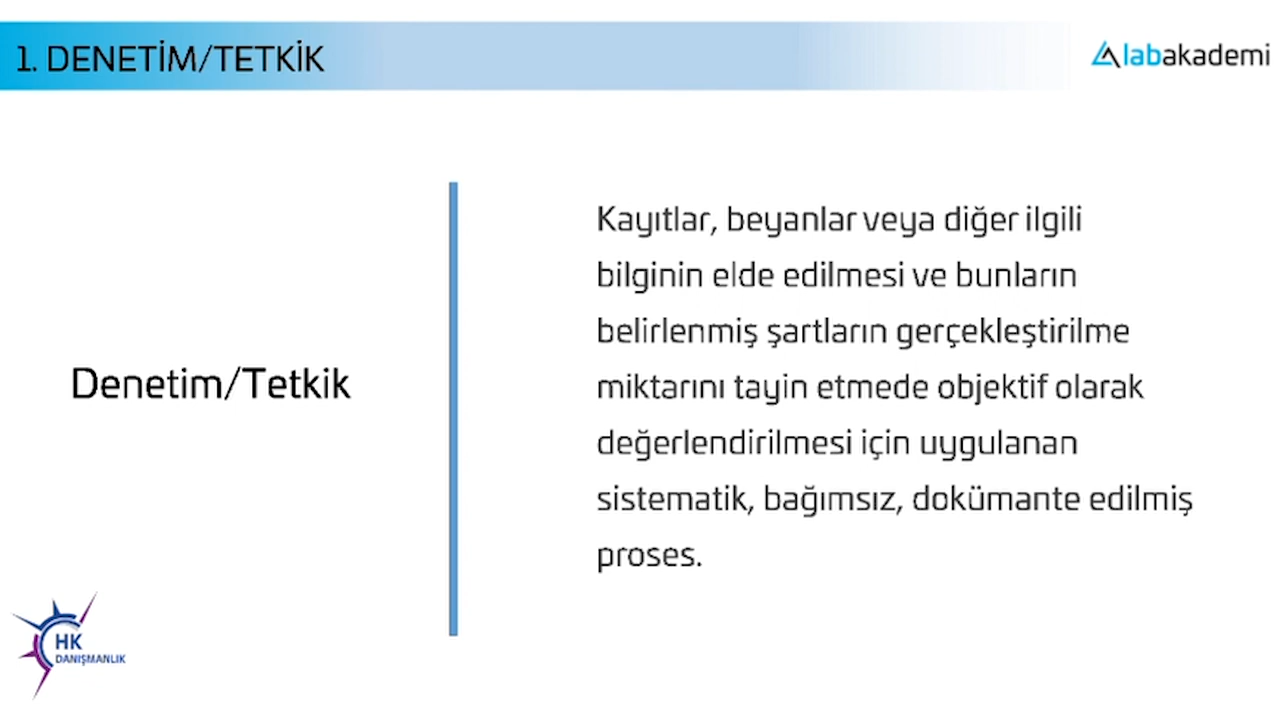 1. DENETİM/TETKİK
labakademi
Denetim/Tetkik
Kayıtlar, beyanlar veya diğer ilgili
bilginin elde edilmesi ve bunların
belirlenmiş şartların gerçekleştirilme
miktarını tayin etmede objektif olarak
değerlendirilmesi için uygulanan
sistematik, bağımsız, dokümante edilmiş
proses.
HK
DANIŞMANLIK